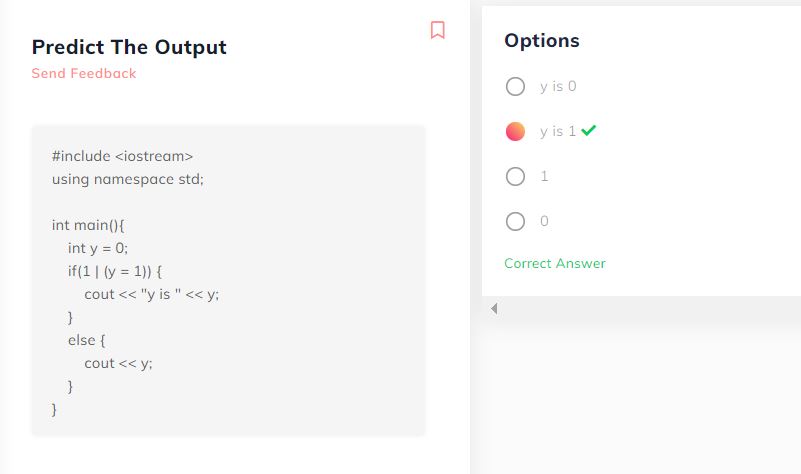 Predict The Output
Send Feedback
#include <iostream>
using namespace std;
int main(){
int y = 0;
if(1 | (y = 1)) {
cout << "y is " << y;
}
else {
cout << y;
}
}
Options
y is 0
y is 1
1
0
Correct Answer